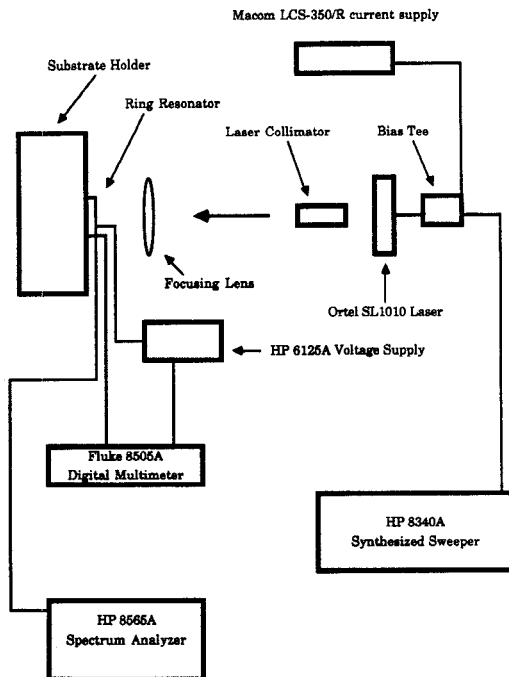 Macom LCS-350/R current supply
Substrate Holder
Ring Resonator
Laser Collimator
Bias Tee
Focusing Lens
Ortel SL1010 Laser
HP 6125A Voltage Supply
Fluke 8505A
Digital Multimeter
HP 8340A
Synthesized Sweeper
HP 8565A
Spectrum Analyzer